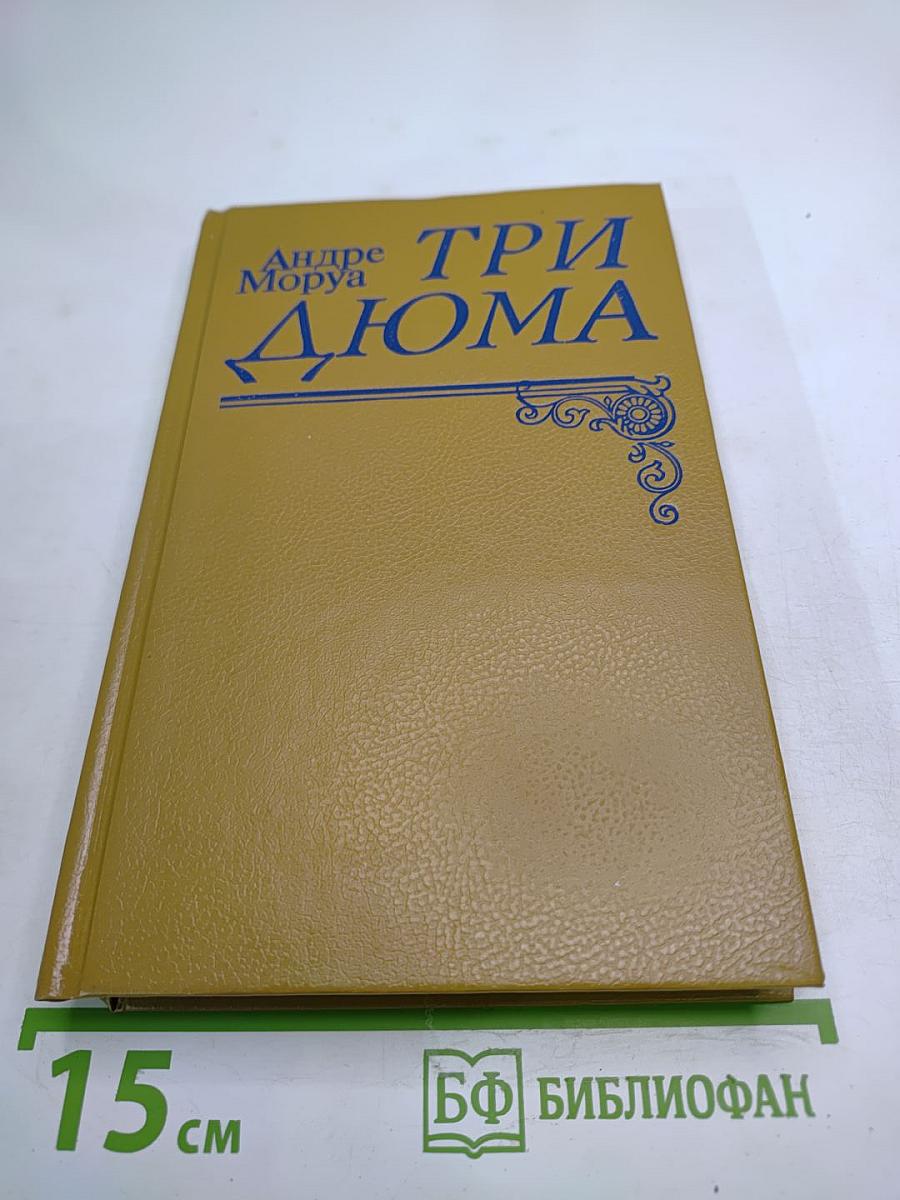 Андре
Моруа
ТРИ
ДЮМА
15 см
БФ БИБЛИОФАН